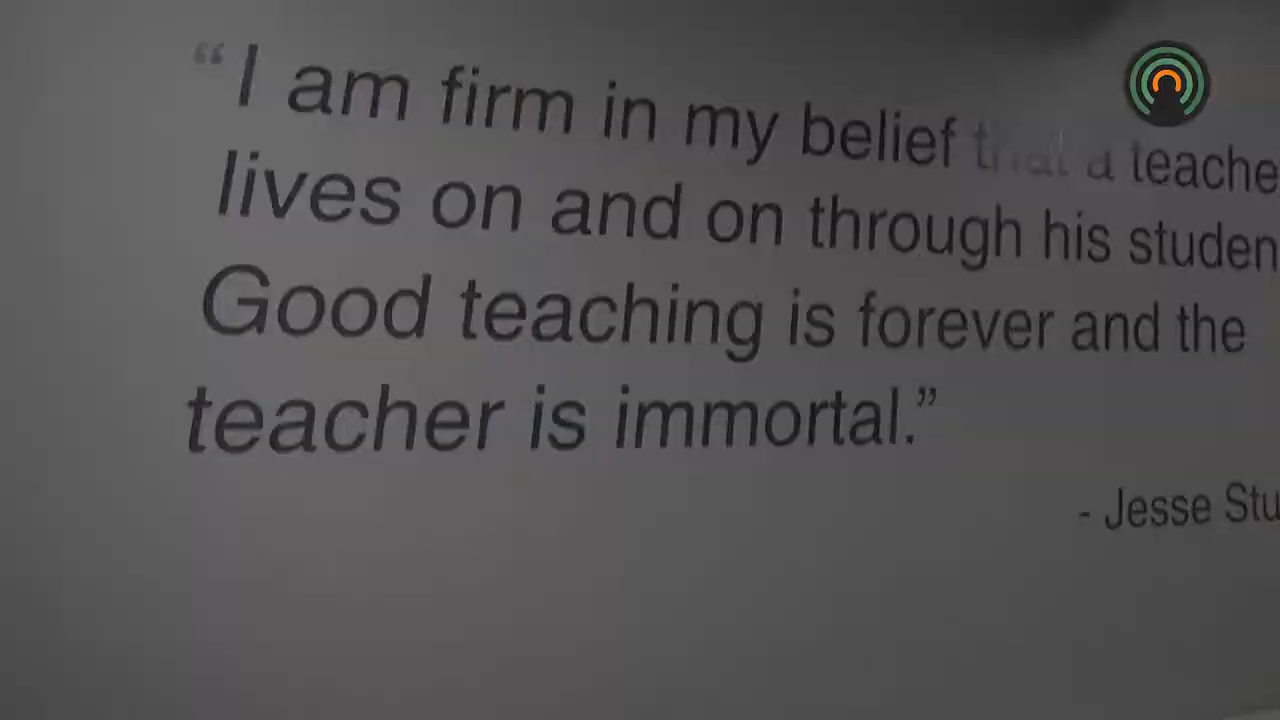 “I am firm in my belief that a teache
lives on and on through his studen
Good teaching is forever and the
teacher is immortal.”
- Jesse Stu